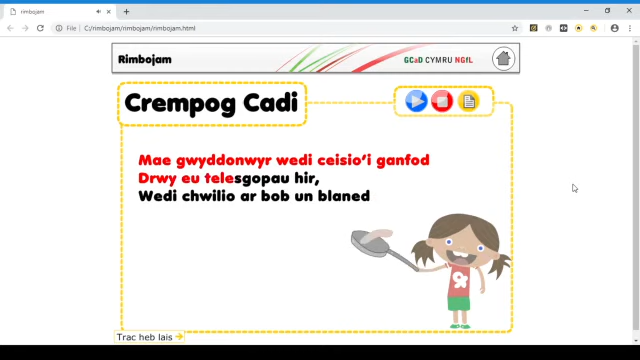 rimbojam
C:/rimbojam/rimbojam/rimbojam.html
Rimbojam
GCaD CYMRU NGfL
Crempog Cadi
Mae gwyddonwyr wedi ceisio'i ganfod
Drwy eu telesgopau hir,
Wedi chwilio ar bob un blaned
Trac heb lais